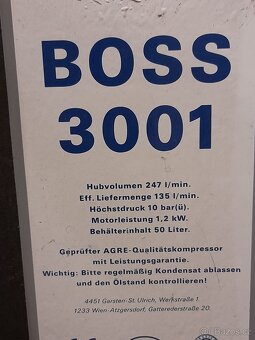 BOSS
3001
Hubvolumen 247 l/min.
Eff. Liefermenge 135 l/min.
Höchstdruck 10 bar(ü).
Motorleistung 1,2 kW.
Behälterinhalt 50 Liter.
Geprüfter AGRE-Qualitätskompressor
mit Leistungsgarantie.
Wichtig: Bitte regelmäßig Kondensat ablassen
und den Ölstand kontrollieren!
4451 Garsten-St. Ulrich, Werkstraße 1
1233 Wien-Atzgersdorf, Gatterederstraße 20.